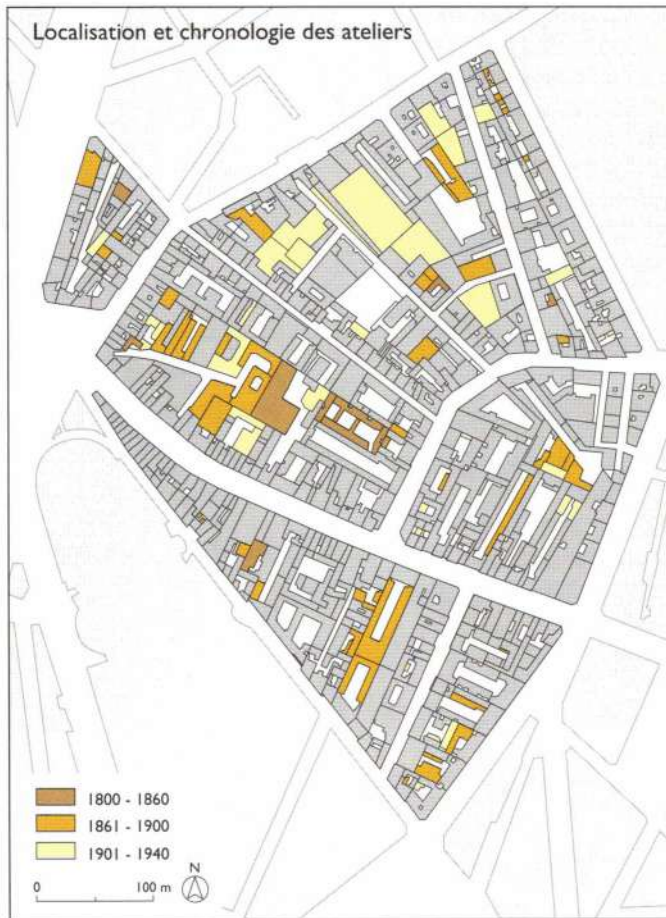 Localisation et chronologie des ateliers
1800 - 1860
1861 - 1900
1901 - 1940
0 100 m
N